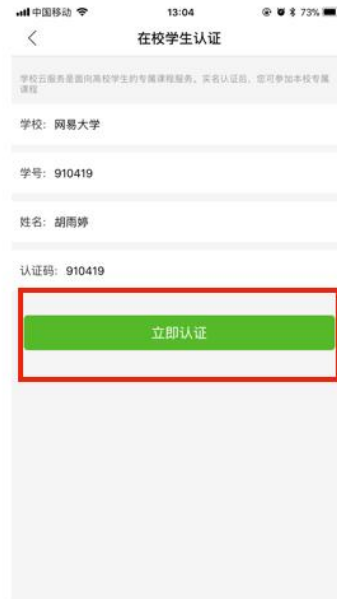 中国移动 13:04 73%
在校学生认证
学校云服务是面向高校学生的专属课程服务。实名认证后，您可参加本校专属
课程
学校：网易大学
学号：910419
姓名：胡雨婷
认证码：910419
立即认证